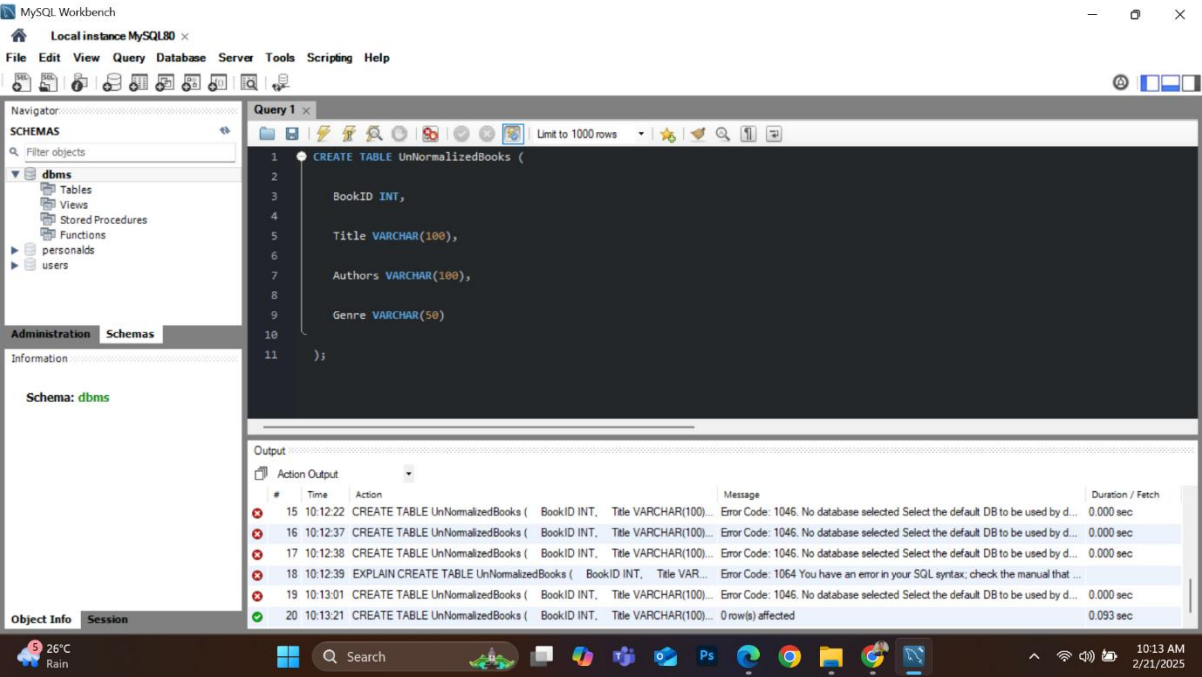 MySQL Workbench
Local instance MySQL80
File Edit View Query Database Server Tools Scripting Help
Navigator
SCHEMAS
Filter objects
dbms
Tables
Views
Stored Procedures
Functions
personalds
users
Administration Schemas
Information
Schema: dbms
Object Info Session
Query 1
Limit to 1000 rows
1 CREATE TABLE UnNormalizedBooks (
2
3 BookID INT,
4
5 Title VARCHAR(100),
6
7 Authors VARCHAR(100),
8
9 Genre VARCHAR(50)
10
11 );
Output
Action Output
# Time Action Message Duration / Fetch
15 10:12:22 CREATE TABLE UnNormalizedBooks ( BookID INT, Title VARCHAR(100)... Error Code: 1046. No database selected Select the default DB to be used by d... 0.000 sec
16 10:12:37 CREATE TABLE UnNormalizedBooks ( BookID INT, Title VARCHAR(100)... Error Code: 1046. No database selected Select the default DB to be used by d... 0.000 sec
17 10:12:38 CREATE TABLE UnNormalizedBooks ( BookID INT, Title VARCHAR(100)... Error Code: 1046. No database selected Select the default DB to be used by d... 0.000 sec
18 10:12:39 EXPLAIN CREATE TABLE UnNormalizedBooks ( BookID INT, Title VAR... Error Code: 1064 You have an error in your SQL syntax; check the manual that ...
19 10:13:01 CREATE TABLE UnNormalizedBooks ( BookID INT, Title VARCHAR(100)... Error Code: 1046. No database selected Select the default DB to be used by d... 0.000 sec
20 10:13:21 CREATE TABLE UnNormalizedBooks ( BookID INT, Title VARCHAR(100)... 0 row(s) affected 0.093 sec
5
26°C
Rain
Search
Ps
10:13 AM
2/21/2025